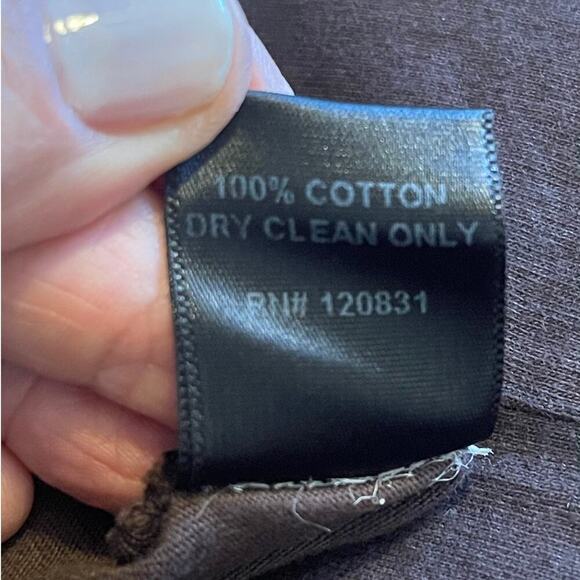 100% COTTON
DRY CLEAN ONLY
RN# 120831